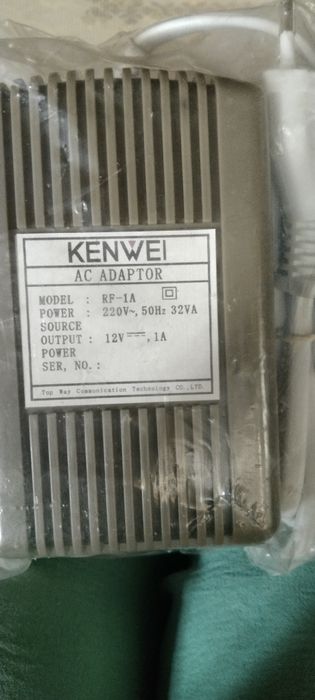 KENWEI
AC ADAPTOR
MODEL : RF-1A
POWER : 220V~, 50Hz 32VA
SOURCE
OUTPUT : 12V⎓, 1A
POWER
SER, NO. :
Top Way Communication Technology CO., LTD.